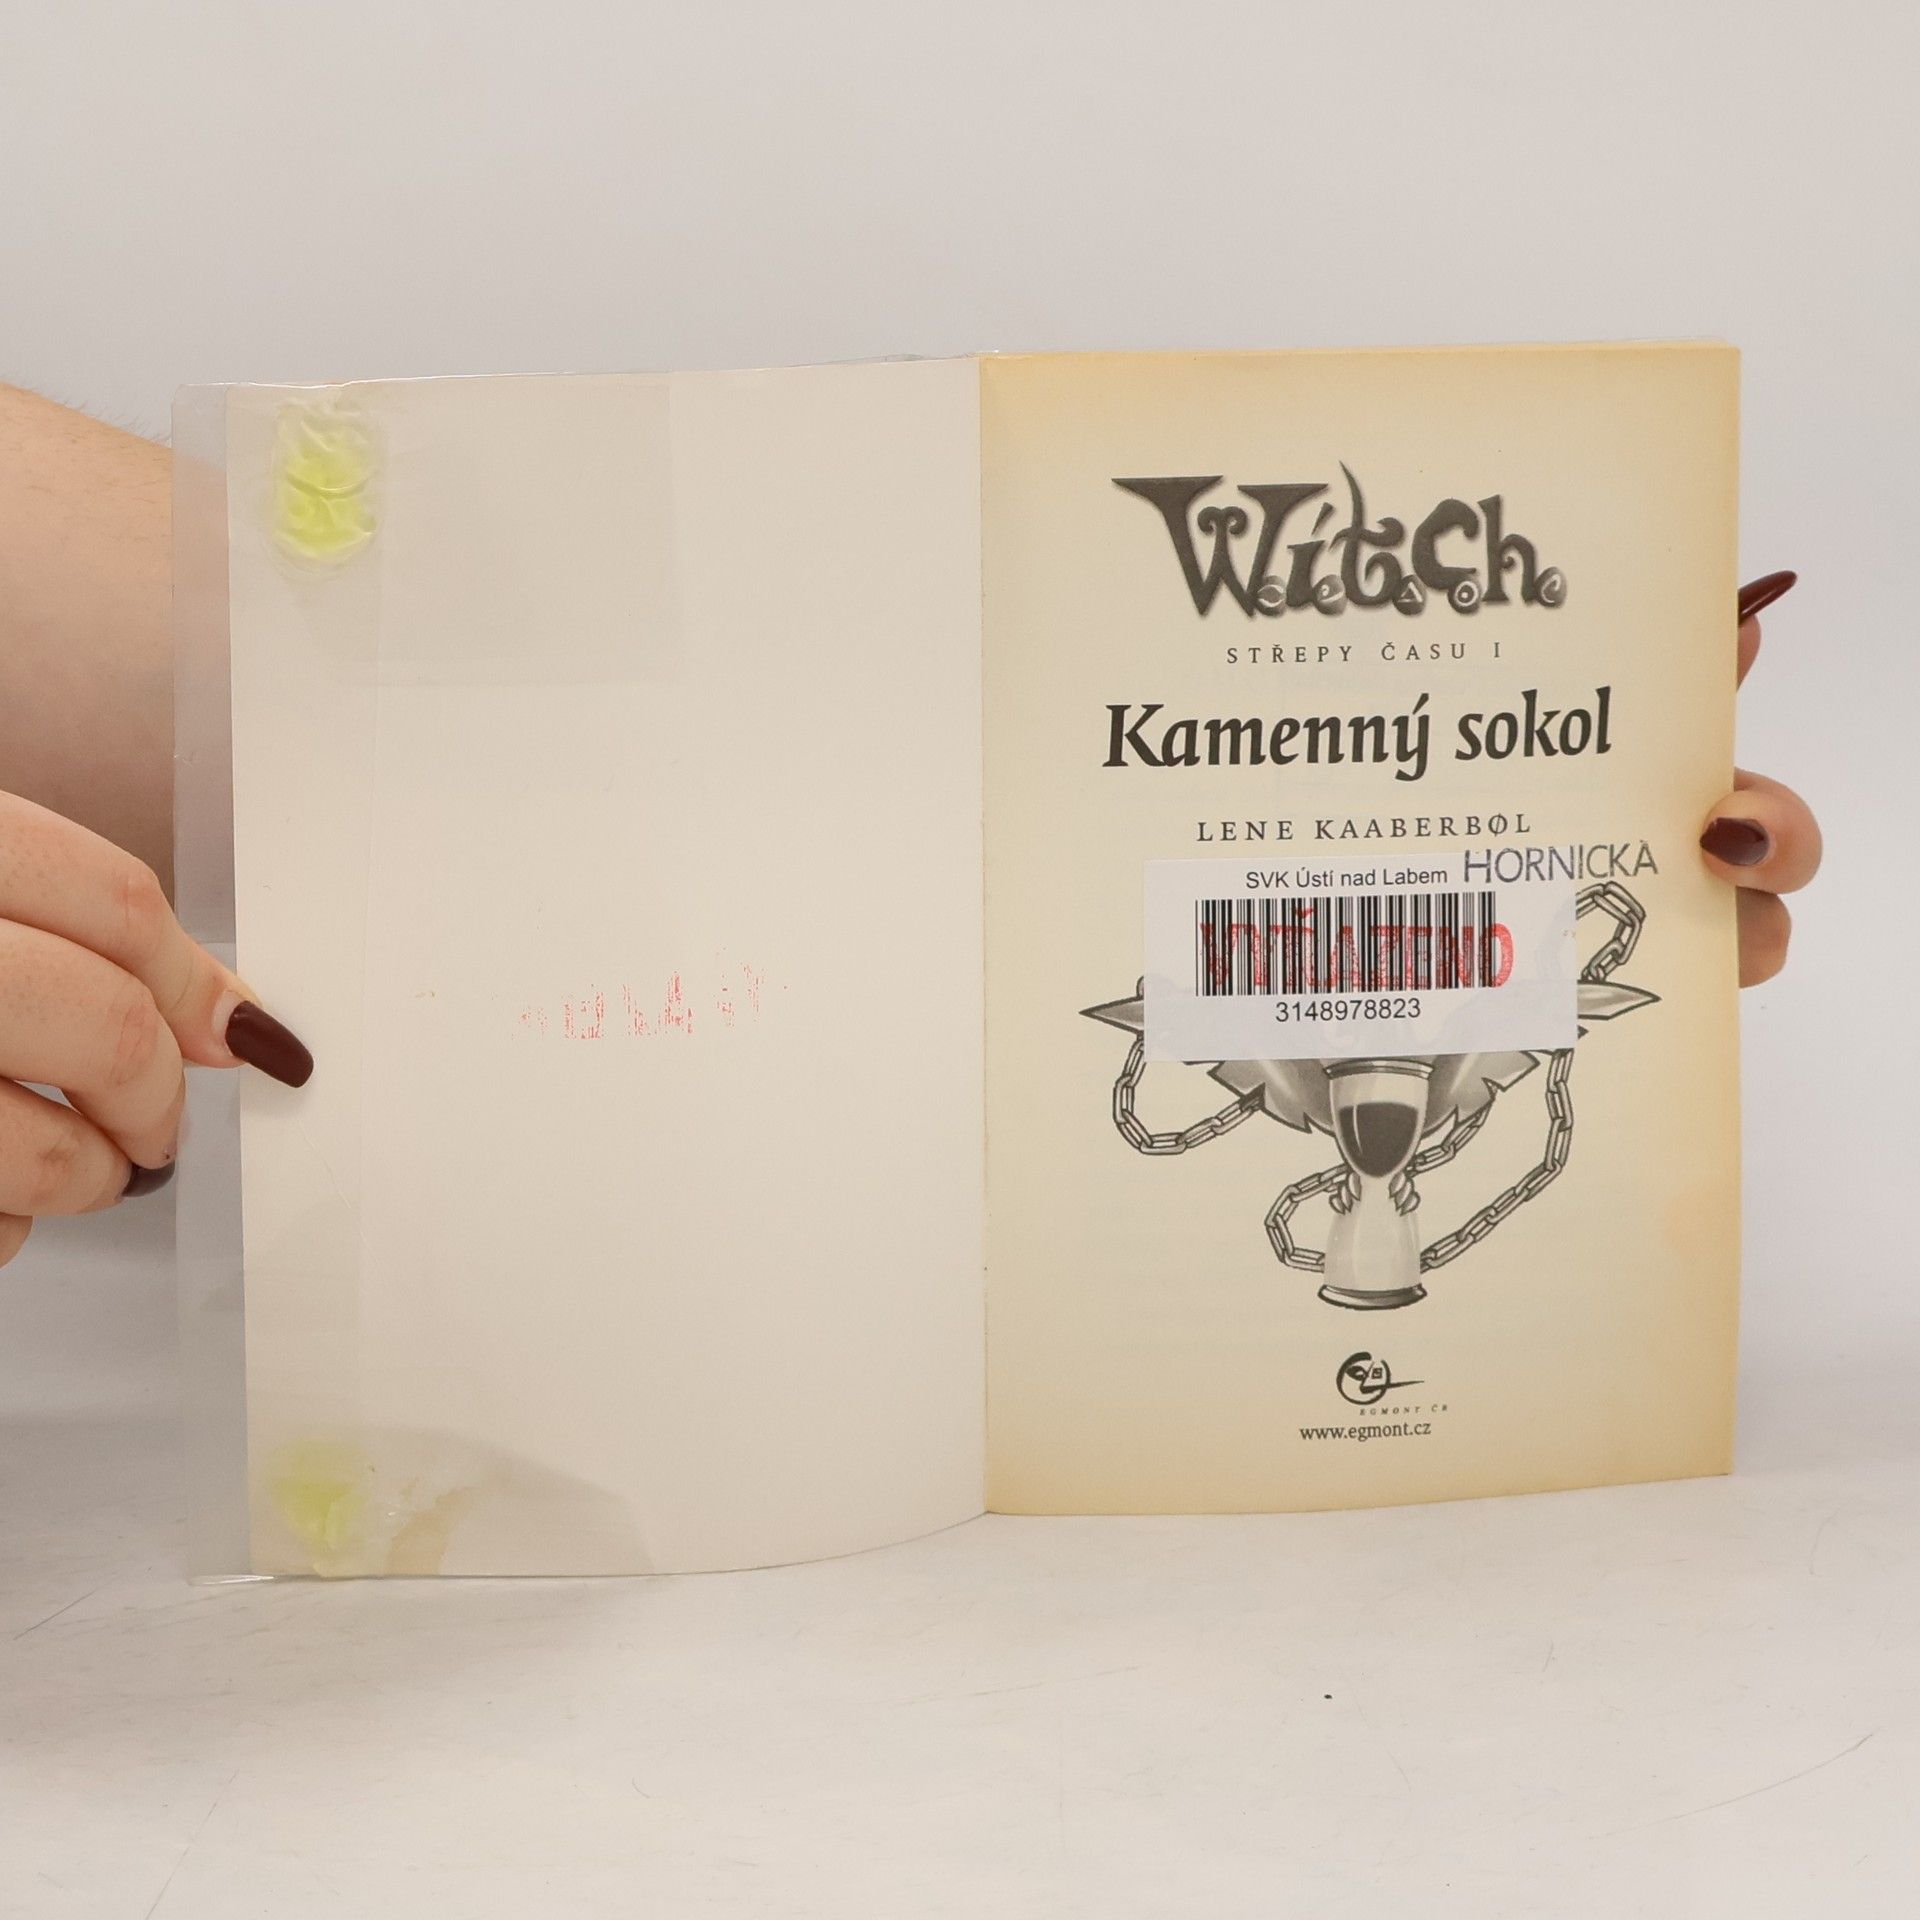 W.i.t.c.h.
STŘEPY ČASU I
Kamenný sokol
LENE KAABERBØL
SVK Ústí nad Labem HORNICKÁ
VYŘAZENO
3148978823
EGMONT ČR
www.egmont.cz